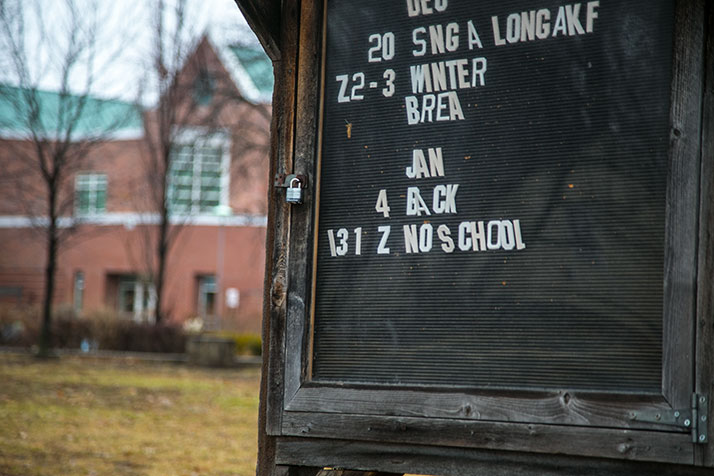 DEC
20 SNG A LONGAKF
Z2-3 WINTER
BREA
JAN
4 BACK
\131 Z NO SCHOOL